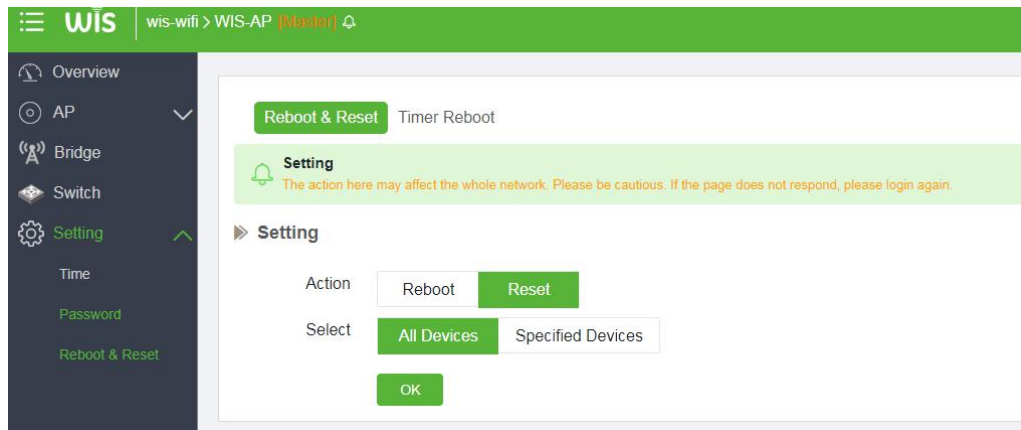 WIS wis-wifi > WIS-AP [Master]
Overview
AP
Bridge
Switch
Setting
Time
Password
Reboot & Reset
Reboot & Reset Timer Reboot
Setting
The action here may affect the whole network. Please be cautious. If the page does not respond, please login again.
Setting
Action Reboot Reset
Select All Devices Specified Devices
OK